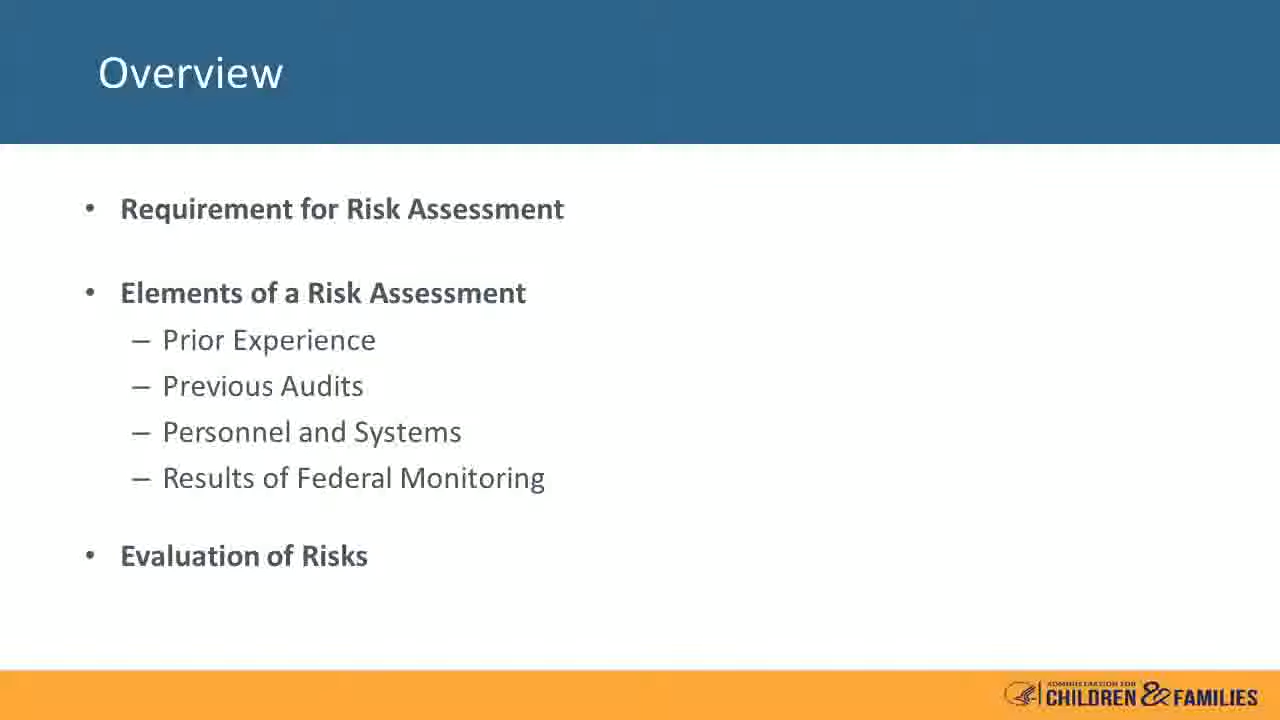 Overview
• Requirement for Risk Assessment
• Elements of a Risk Assessment
– Prior Experience
– Previous Audits
– Personnel and Systems
– Results of Federal Monitoring
• Evaluation of Risks
ADMINISTRATION FOR
CHILDREN & FAMILIES